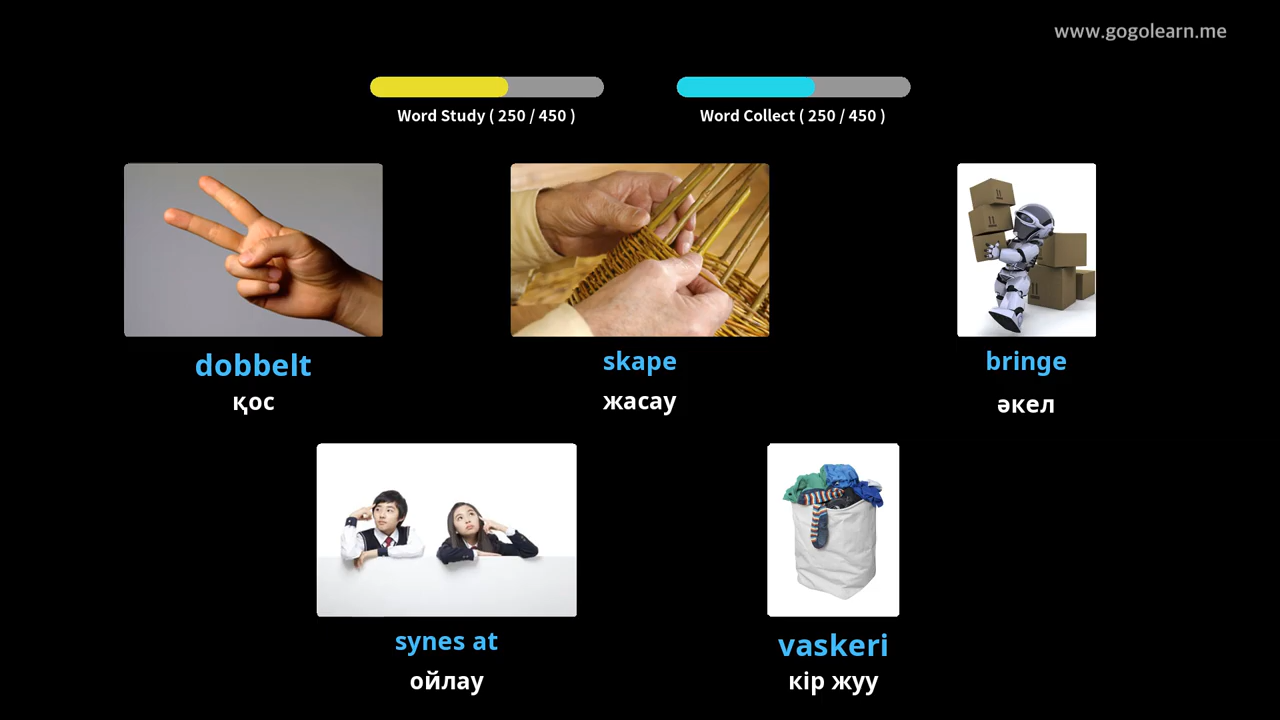 www.gogolearn.me
Word Study ( 250 / 450 )
Word Collect ( 250 / 450 )
dobbelt
қос
skape
жасау
bringe
әкел
synes at
ойлау
vaskeri
кір жуу